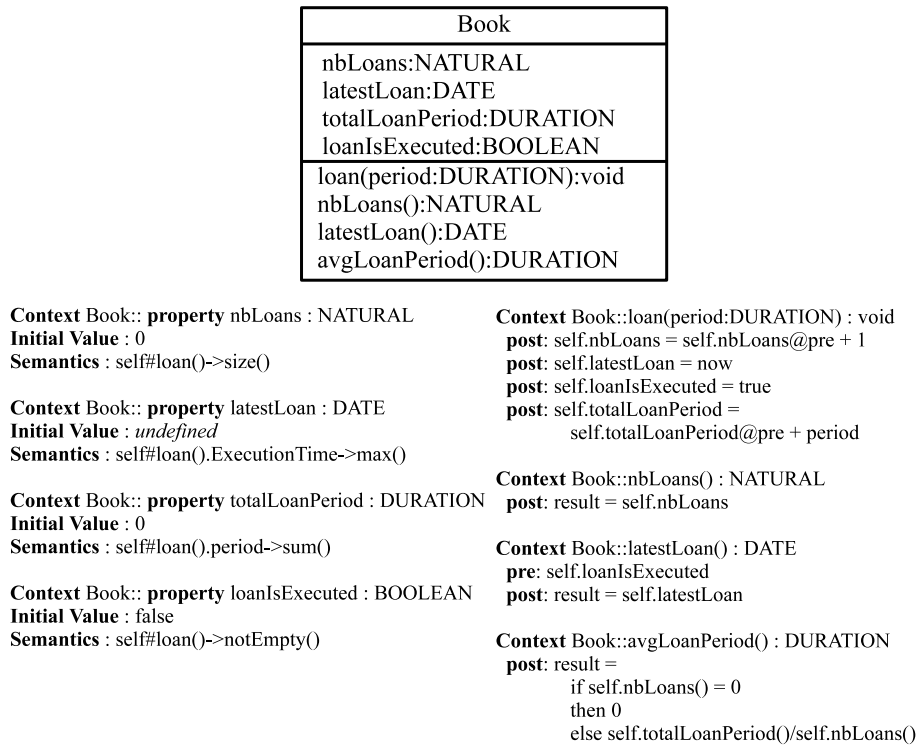 Book
nbLoans:NATURAL
latestLoan:DATE
totalLoanPeriod:DURATION
loanIsExecuted:BOOLEAN
loan(period:DURATION):void
nbLoans():NATURAL
latestLoan():DATE
avgLoanPeriod():DURATION
Context Book:: property nbLoans : NATURAL
Initial Value : 0
Semantics : self#loan()->size()
Context Book:: property latestLoan : DATE
Initial Value : undefined
Semantics : self#loan().ExecutionTime->max()
Context Book:: property totalLoanPeriod : DURATION
Initial Value : 0
Semantics : self#loan().period->sum()
Context Book:: property loanIsExecuted : BOOLEAN
Initial Value : false
Semantics : self#loan()->notEmpty()
Context Book::loan(period:DURATION) : void
post: self.nbLoans = self.nbLoans@pre + 1
post: self.latestLoan = now
post: self.loanIsExecuted = true
post: self.totalLoanPeriod =
self.totalLoanPeriod@pre + period
Context Book::nbLoans() : NATURAL
post: result = self.nbLoans
Context Book::latestLoan() : DATE
pre: self.loanIsExecuted
post: result = self.latestLoan
Context Book::avgLoanPeriod() : DURATION
post: result =
if self.nbLoans() = 0
then 0
else self.totalLoanPeriod()/self.nbLoans()